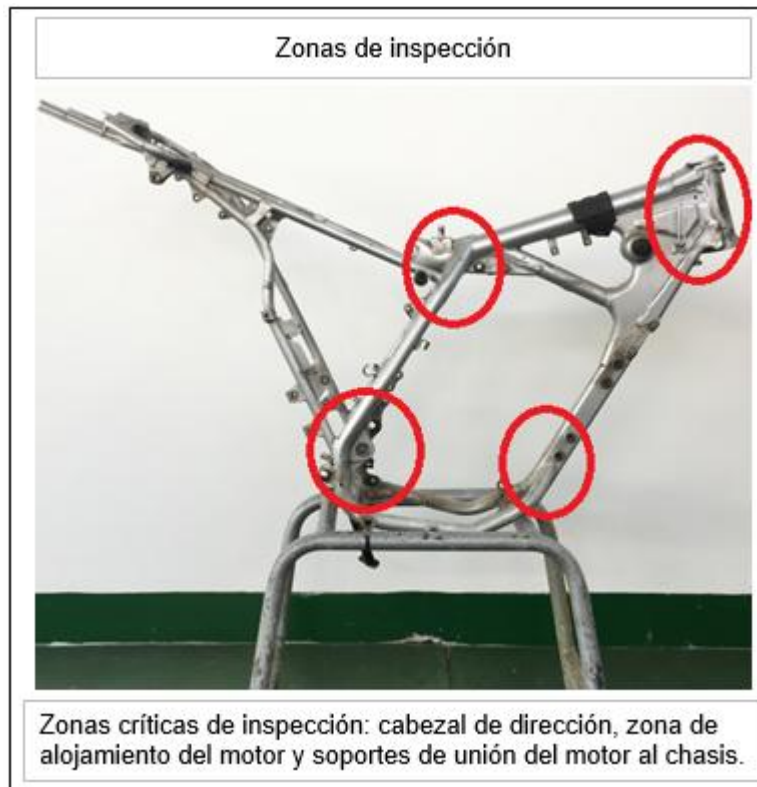 Zonas de inspección
Zonas críticas de inspección: cabezal de dirección, zona de
alojamiento del motor y soportes de unión del motor al chasis.